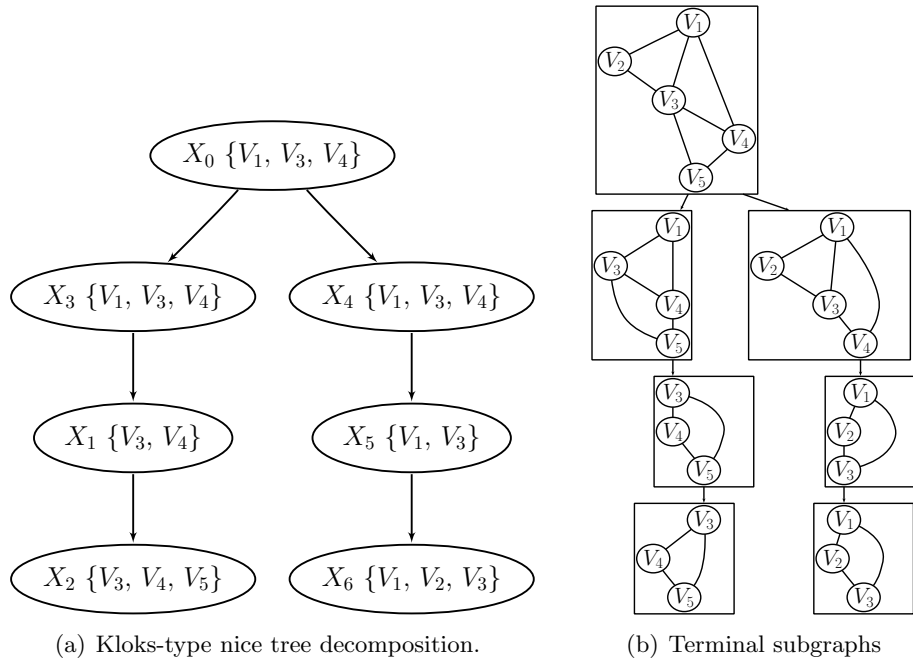 X₀ {V₁, V₃, V₄}
X₃ {V₁, V₃, V₄}
X₄ {V₁, V₃, V₄}
X₁ {V₃, V₄}
X₅ {V₁, V₃}
X₂ {V₃, V₄, V₅}
X₆ {V₁, V₂, V₃}
(a) Kloks-type nice tree decomposition.
V₁
V₂
V₃
V₄
V₅
V₁
V₃
V₄
V₅
V₁
V₂
V₃
V₄
V₃
V₄
V₅
V₁
V₂
V₃
V₃
V₄
V₅
V₁
V₂
V₃
(b) Terminal subgraphs